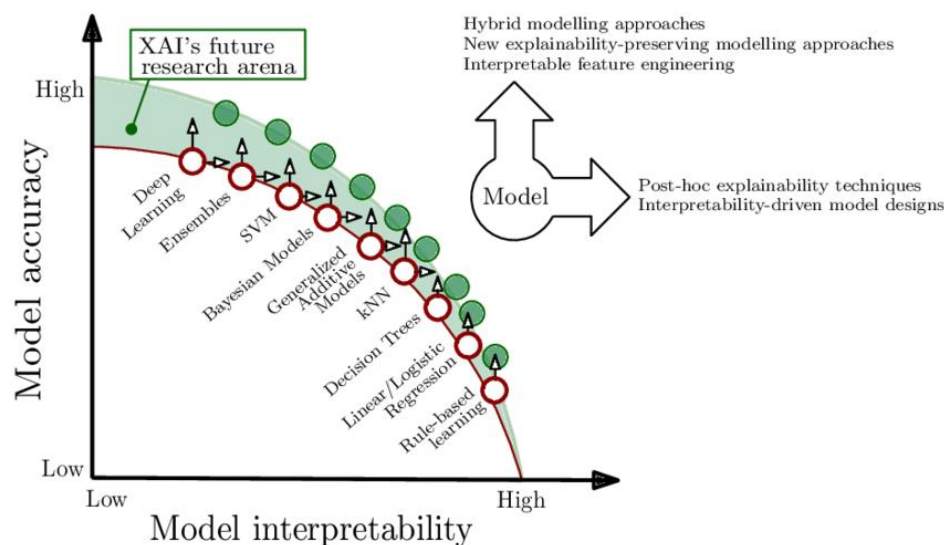 XAI's future
research arena
Hybrid modelling approaches
New explainability-preserving modelling approaches
Interpretable feature engineering
High
Model accuracy
Low
Deep
Learning
Ensembles
SVM
Bayesian Models
Generalized
Additive
Models
kNN
Decision Trees
Linear/Logistic
Regression
Rule-based
learning
Model
Post-hoc explainability techniques
Interpretability-driven model designs
Low
High
Model interpretability